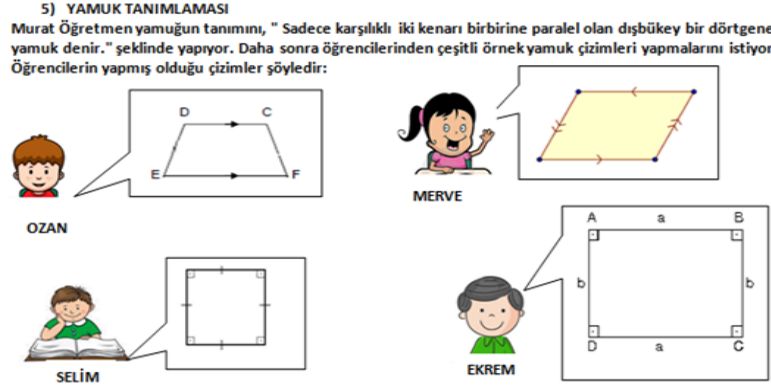 5) YAMUK TANIMLAMASI
Murat Öğretmen yamuğun tanımını, " Sadece karşılıklı iki kenarı birbirine paralel olan dışbükey bir dörtgene
yamuk denir." şeklinde yapıyor. Daha sonra öğrencilerinden çeşitli örnek yamuk çizimleri yapmalarını istiyor
Öğrencilerin yapmış olduğu çizimler şöyledir:
D C
E F
OZAN
MERVE
SELİM
A a B
b b
D a C
EKREM